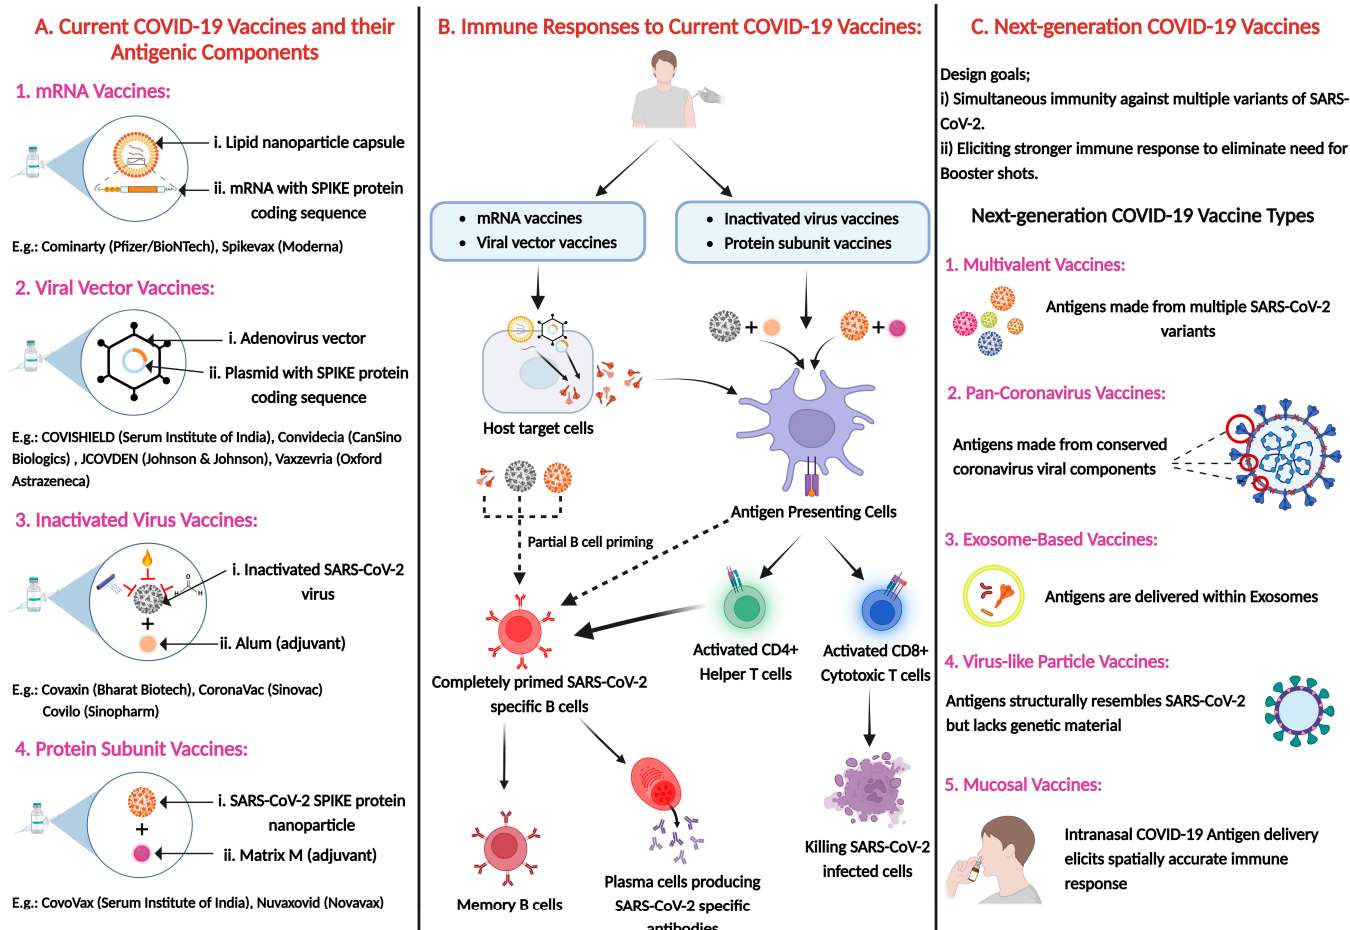 A. Current COVID-19 Vaccines and their
Antigenic Components
1. mRNA Vaccines:
i. Lipid nanoparticle capsule
ii. mRNA with SPIKE protein
coding sequence
E.g.: Cominarty (Pfizer/BioNTech), Spikevax (Moderna)
2. Viral Vector Vaccines:
i. Adenovirus vector
ii. Plasmid with SPIKE protein
coding sequence
E.g.: COVISHIELD (Serum Institute of India), Convidecia (CanSino
Biologics) , JCOVDEN (Johnson & Johnson), Vaxzevria (Oxford
Astrazeneca)
3. Inactivated Virus Vaccines:
i. Inactivated SARS-CoV-2
virus
O
H H
+
ii. Alum (adjuvant)
E.g.: Covaxin (Bharat Biotech), CoronaVac (Sinovac)
Covilo (Sinopharm)
4. Protein Subunit Vaccines:
i. SARS-CoV-2 SPIKE protein
nanoparticle
+
ii. Matrix M (adjuvant)
E.g.: CovoVax (Serum Institute of India), Nuvaxovid (Novavax)
B. Immune Responses to Current COVID-19 Vaccines:
• mRNA vaccines
• Viral vector vaccines
• Inactivated virus vaccines
• Protein subunit vaccines
+ +
Host target cells
Antigen Presenting Cells
Partial B cell priming
Activated CD4+
Helper T cells
Activated CD8+
Cytotoxic T cells
Completely primed SARS-CoV-2
specific B cells
Killing SARS-CoV-2
infected cells
Memory B cells
Plasma cells producing
SARS-CoV-2 specific
antibodies
C. Next-generation COVID-19 Vaccines
Design goals;
i) Simultaneous immunity against multiple variants of SARS-
CoV-2.
ii) Eliciting stronger immune response to eliminate need for
Booster shots.
Next-generation COVID-19 Vaccine Types
1. Multivalent Vaccines:
Antigens made from multiple SARS-CoV-2
variants
2. Pan-Coronavirus Vaccines:
Antigens made from conserved
coronavirus viral components
3. Exosome-Based Vaccines:
Antigens are delivered within Exosomes
4. Virus-like Particle Vaccines:
Antigens structurally resembles SARS-CoV-2
but lacks genetic material
5. Mucosal Vaccines:
Intranasal COVID-19 Antigen delivery
elicits spatially accurate immune
response